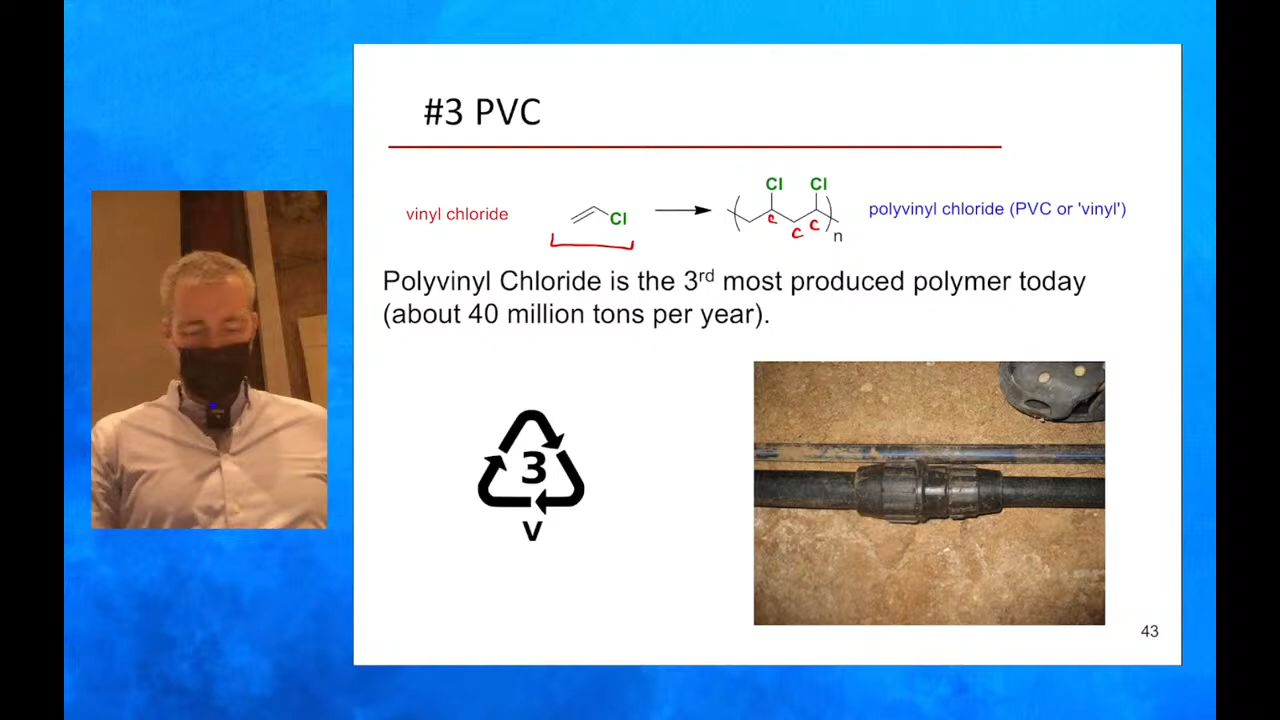 #3 PVC
Cl Cl
vinyl chloride Cl polyvinyl chloride (PVC or 'vinyl')
c c c
n
Polyvinyl Chloride is the 3rd most produced polymer today
(about 40 million tons per year).
3
V
43